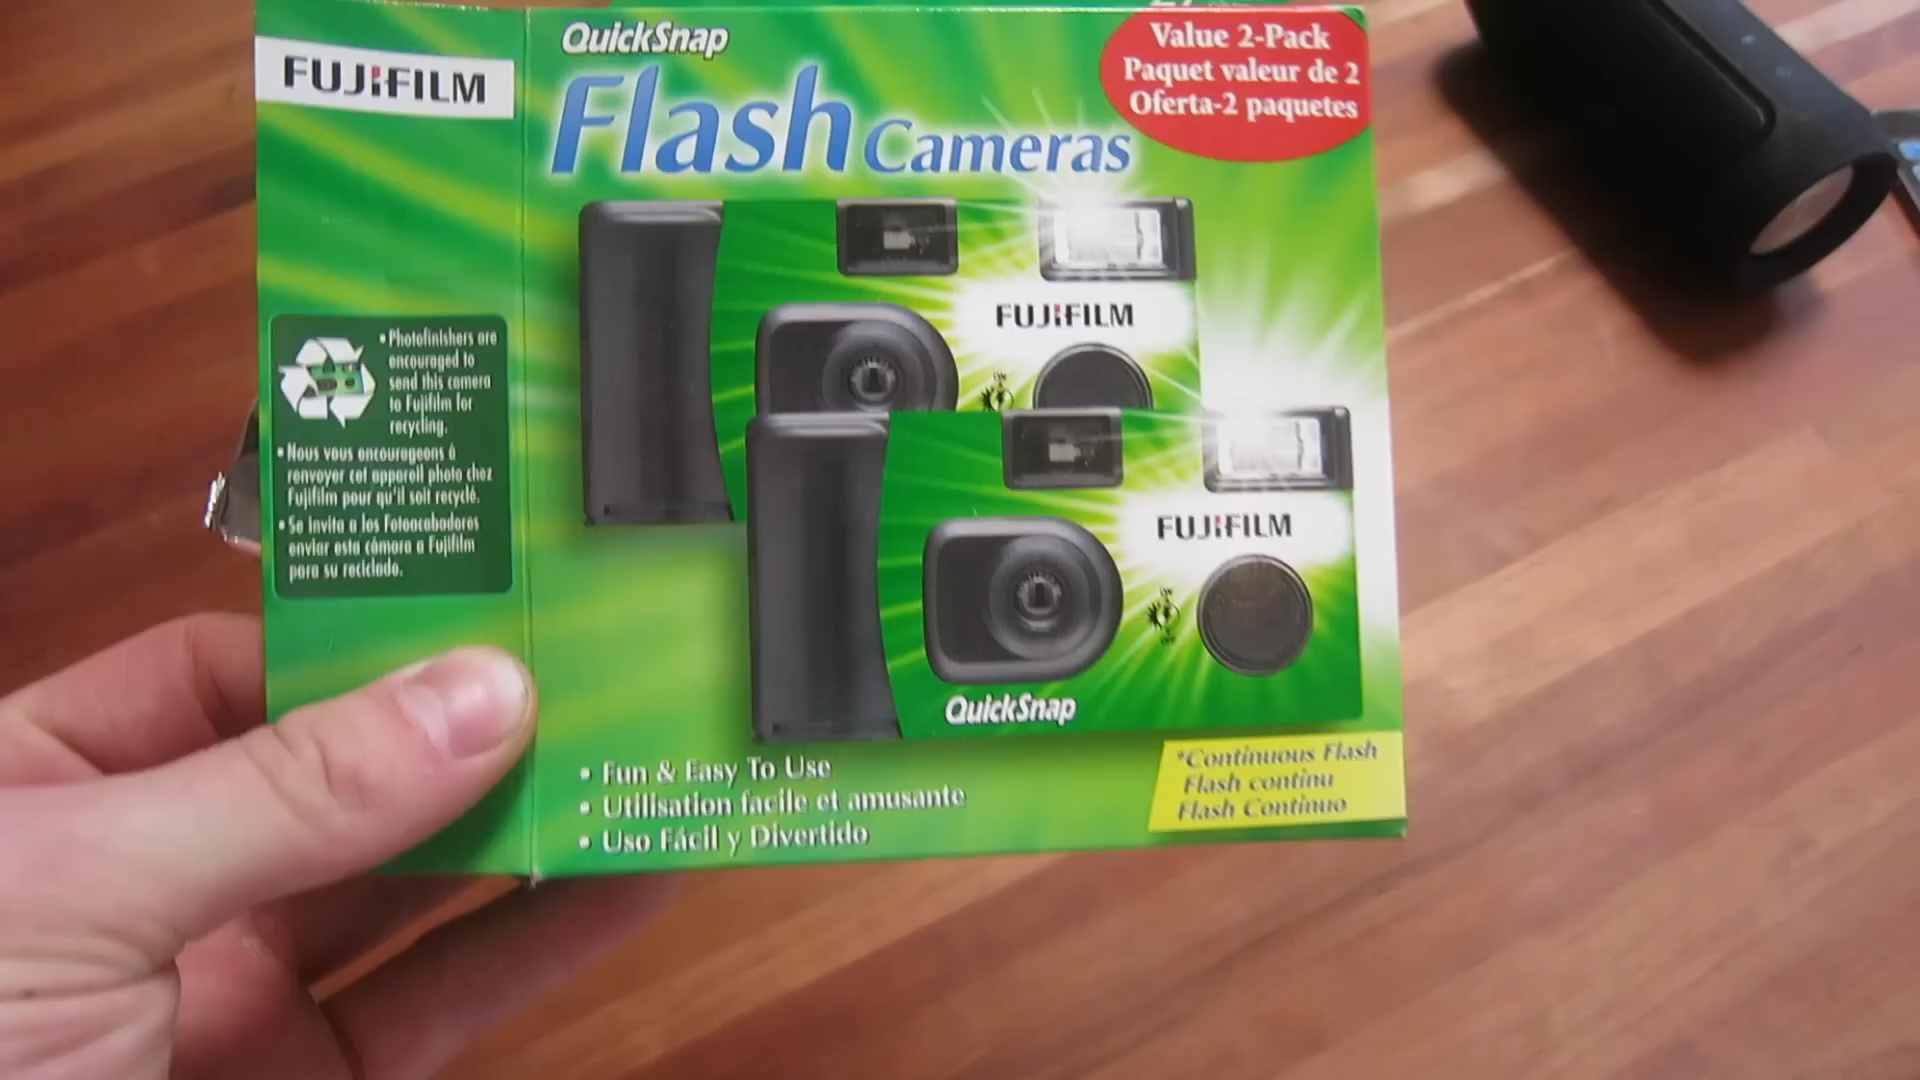 FUJIFILM
• Photofinishers are
encouraged to
send this camera
to Fujifilm for
recycling.
• Nous vous encourageons à
renvoyer cet appareil photo chez
Fujifilm pour qu'il soit recyclé.
• Se invita a los Fotoacabadores
enviar esta cámara a Fujifilm
para su reciclado.
QuickSnap
Flash Cameras
Value 2-Pack
Paquet valeur de 2
Oferta-2 paquetes
FUJIFILM
ON
FUJIFILM
ON
OFF
QuickSnap
• Fun & Easy To Use
• Utilisation facile et amusante
• Uso Fácil y Divertido
*Continuous Flash
Flash continu
Flash Continuo